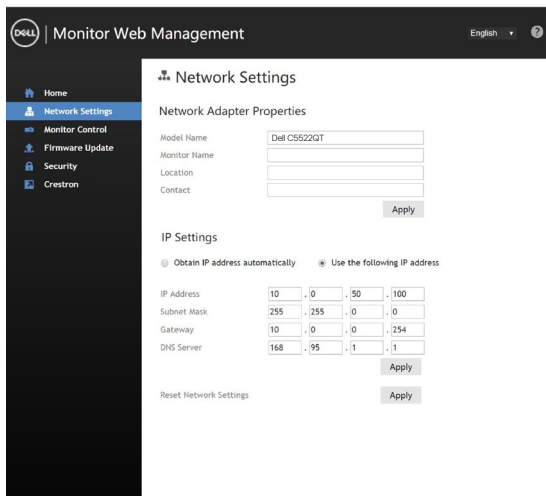 DELL | Monitor Web Management
English
?
Home
Network Settings
Monitor Control
Firmware Update
Security
Crestron
Network Settings
Network Adapter Properties
Model Name Dell C5522QT
Monitor Name
Location
Contact
Apply
IP Settings
Obtain IP address automatically Use the following IP address
IP Address 10 . 0 . 50 . 100
Subnet Mask 255 . 255 . 0 . 0
Gateway 10 . 0 . 0 . 254
DNS Server 168 . 95 . 1 . 1
Apply
Reset Network Settings Apply